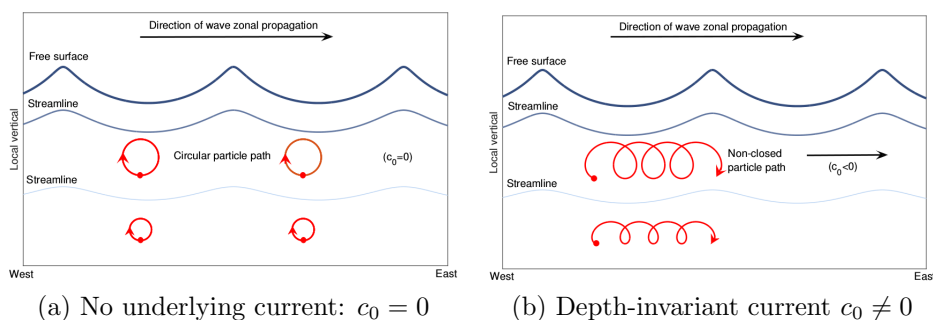 Direction of wave zonal propagation
Free surface
Streamline
Local vertical
Circular particle path
(c₀=0)
Streamline
West
East
(a) No underlying current: c₀ = 0
Direction of wave zonal propagation
Free surface
Streamline
Local vertical
Non-closed
particle path
(c₀<0)
Streamline
West
East
(b) Depth-invariant current c₀ ≠ 0